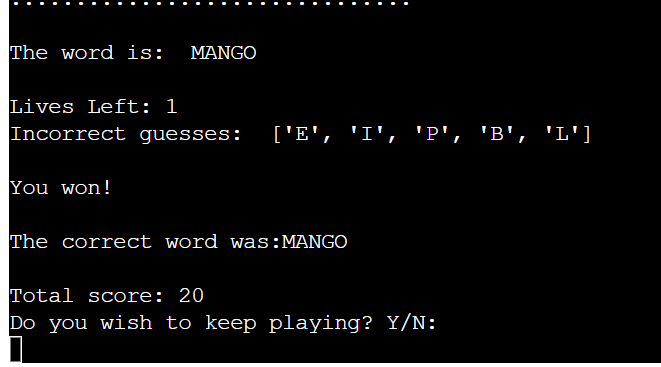 ...............................
The word is:  MANGO
Lives Left: 1
Incorrect guesses:  ['E', 'I', 'P', 'B', 'L']
You won!
The correct word was:MANGO
Total score: 20
Do you wish to keep playing? Y/N: